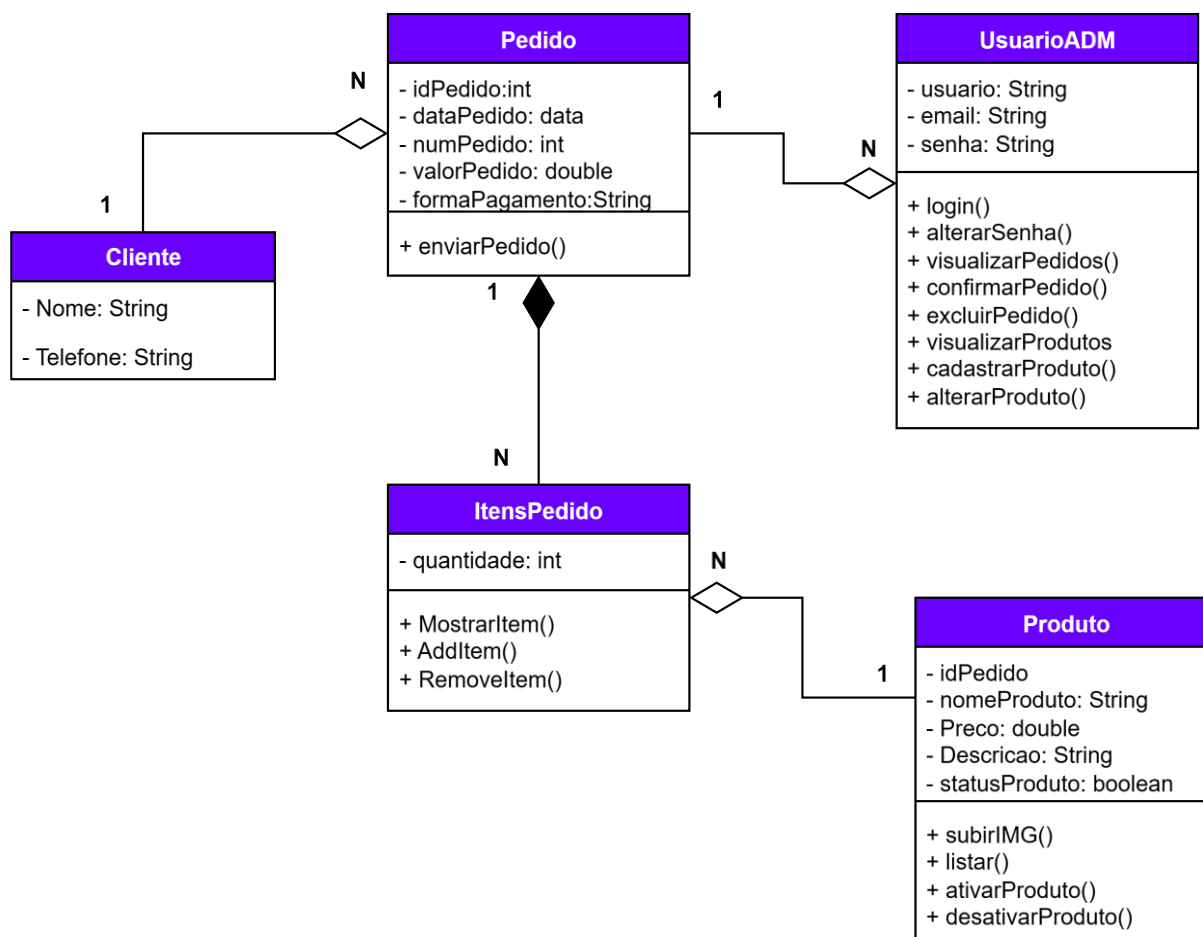 Pedido
- idPedido:int
- dataPedido: data
- numPedido: int
- valorPedido: double
- formaPagamento:String
+ enviarPedido()
UsuarioADM
- usuario: String
- email: String
- senha: String
+ login()
+ alterarSenha()
+ visualizarPedidos()
+ confirmarPedido()
+ excluirPedido()
+ visualizarProdutos
+ cadastrarProduto()
+ alterarProduto()
N
1
1
N
Cliente
- Nome: String
- Telefone: String
1
N
ItensPedido
- quantidade: int
+ MostrarItem()
+ AddItem()
+ RemoveItem()
N
1
Produto
- idPedido
- nomeProduto: String
- Preco: double
- Descricao: String
- statusProduto: boolean
+ subirIMG()
+ listar()
+ ativarProduto()
+ desativarProduto()